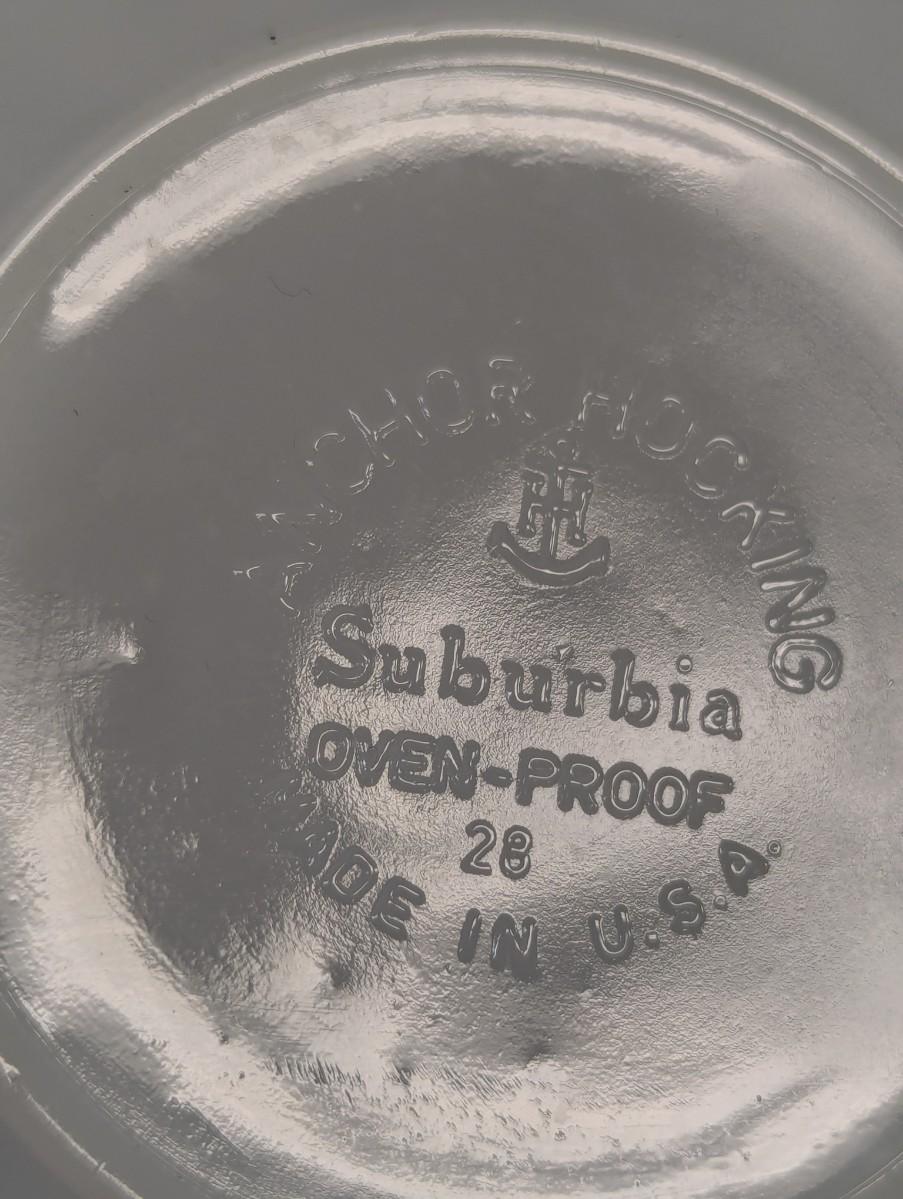 ANCHOR HOCKING
H
Suburbia
OVEN-PROOF
28
MADE IN U.S.A.
©